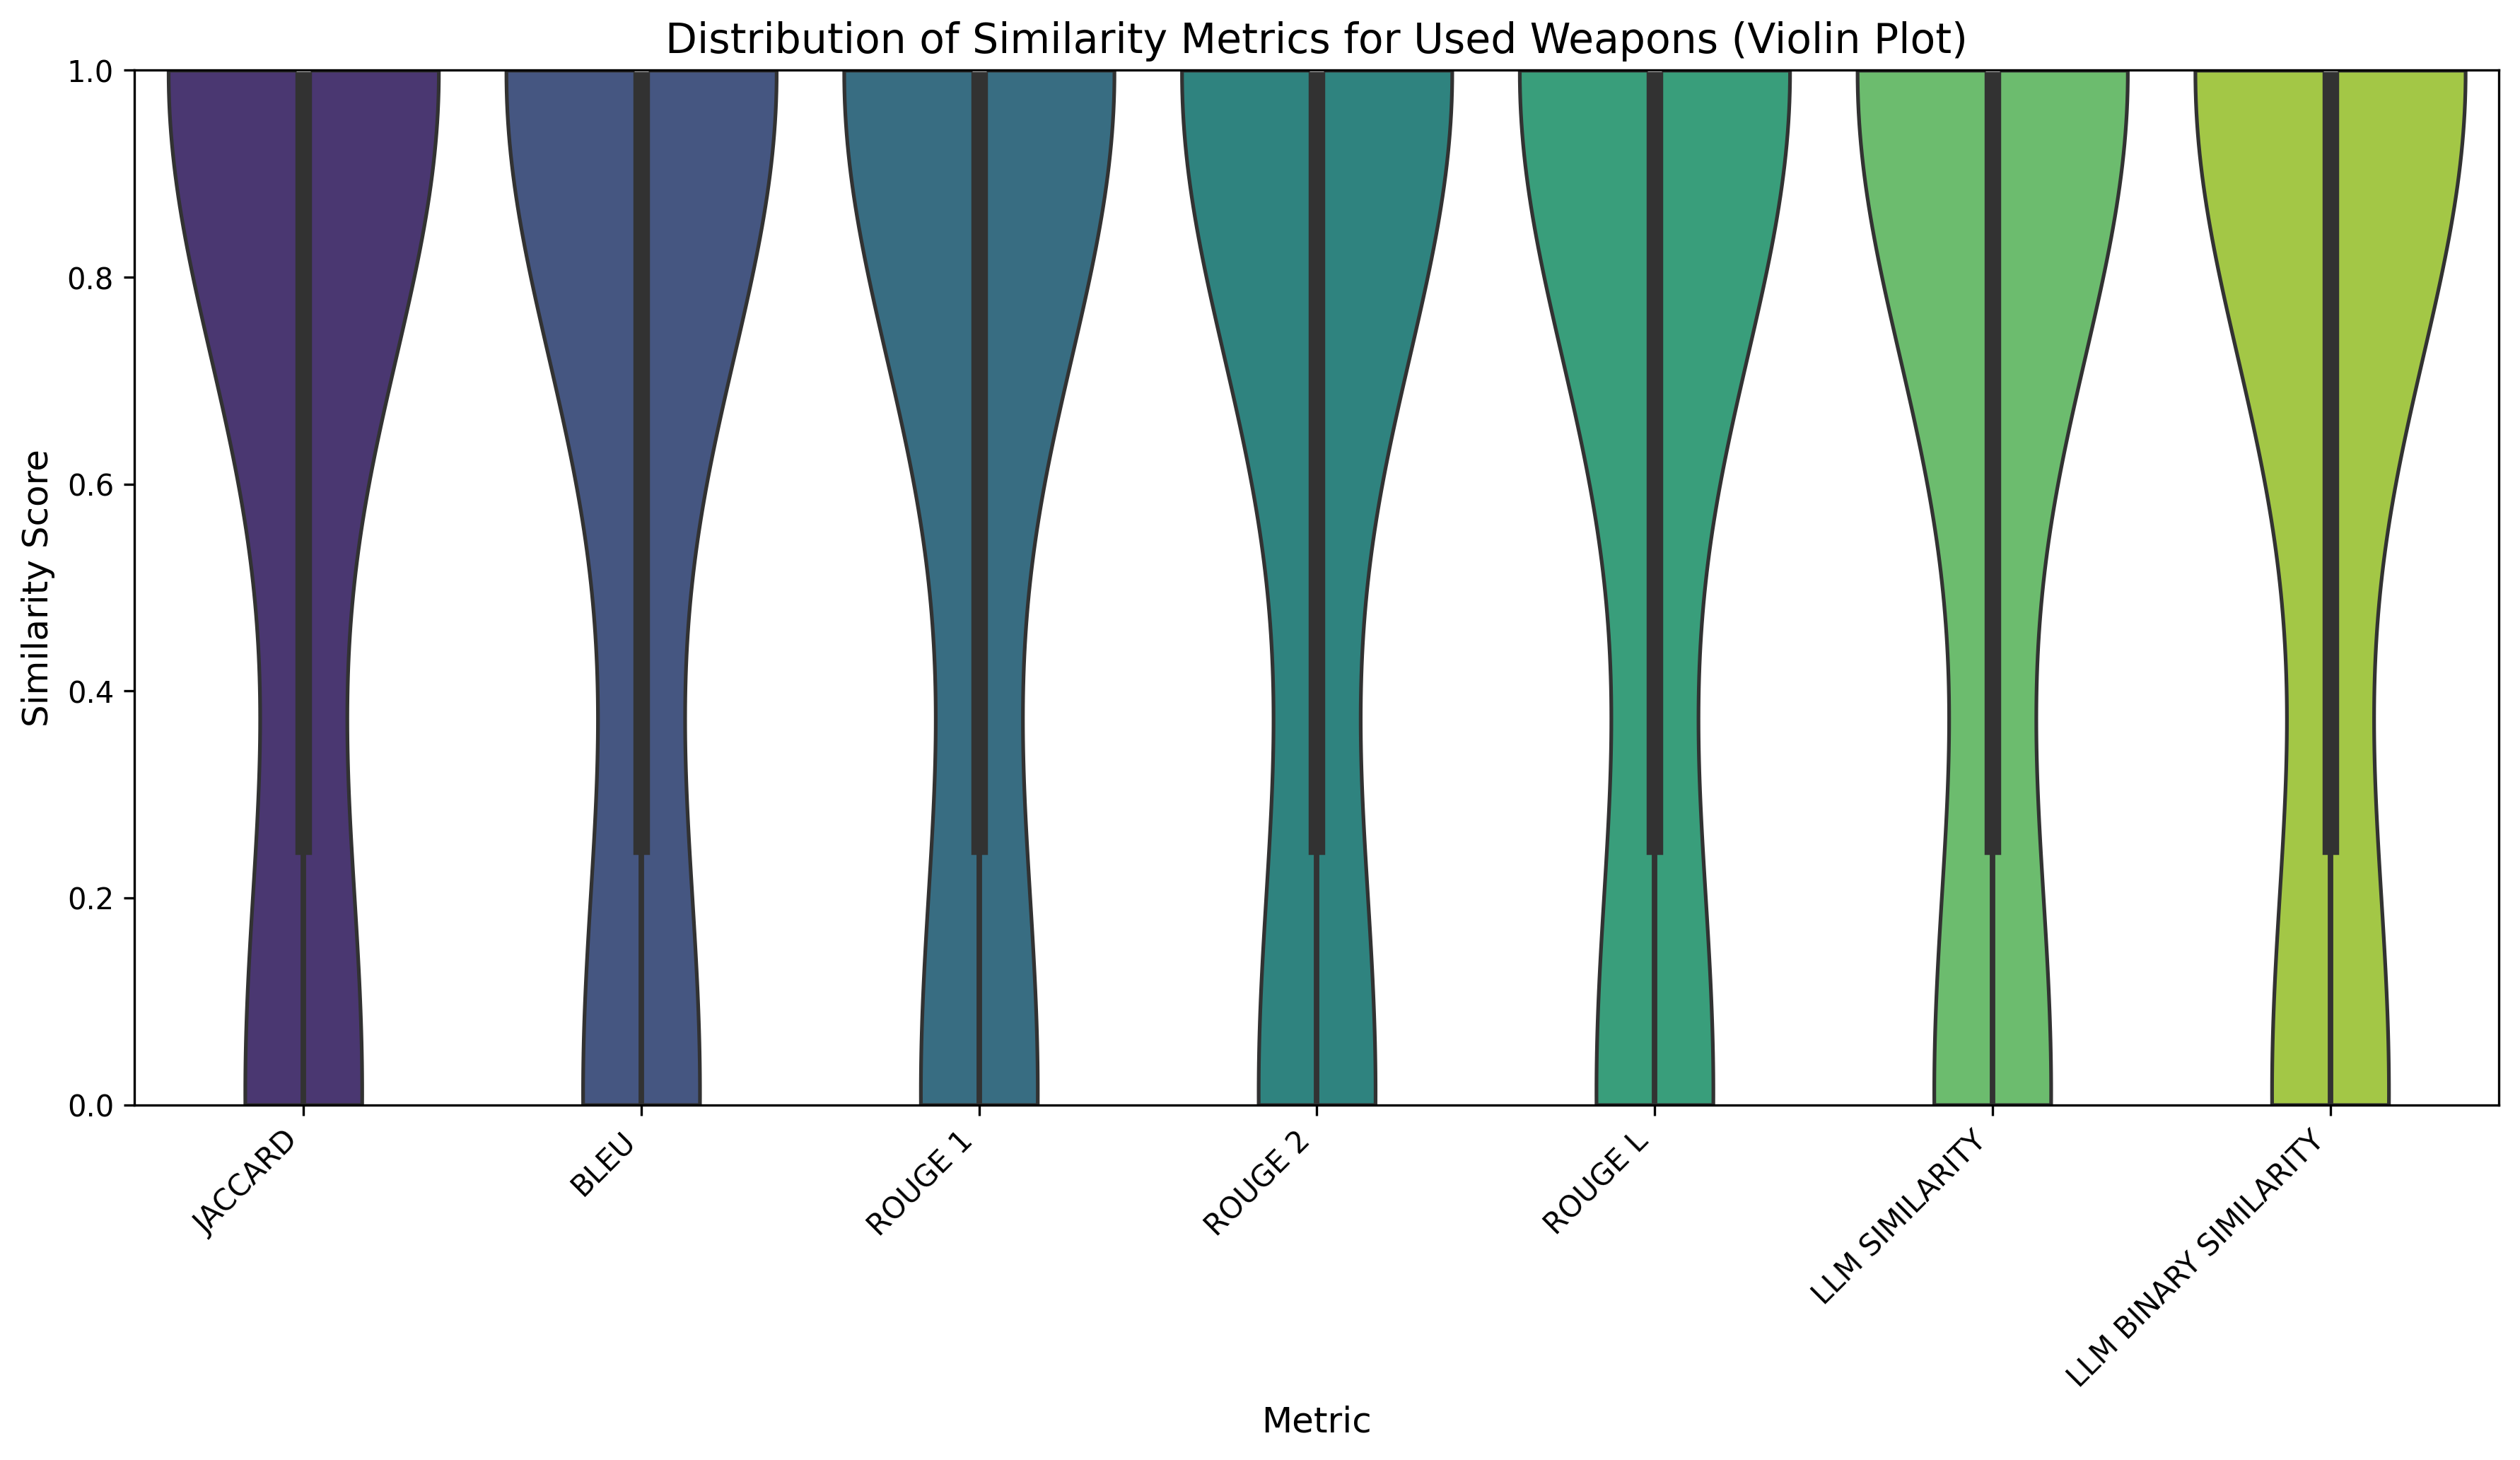 Distribution of Similarity Metrics for Used Weapons (Violin Plot)
Similarity Score
1.0
0.8
0.6
0.4
0.2
0.0
JACCARD
BLEU
ROUGE 1
ROUGE 2
ROUGE L
LLM SIMILARITY
LLM BINARY SIMILARITY
Metric